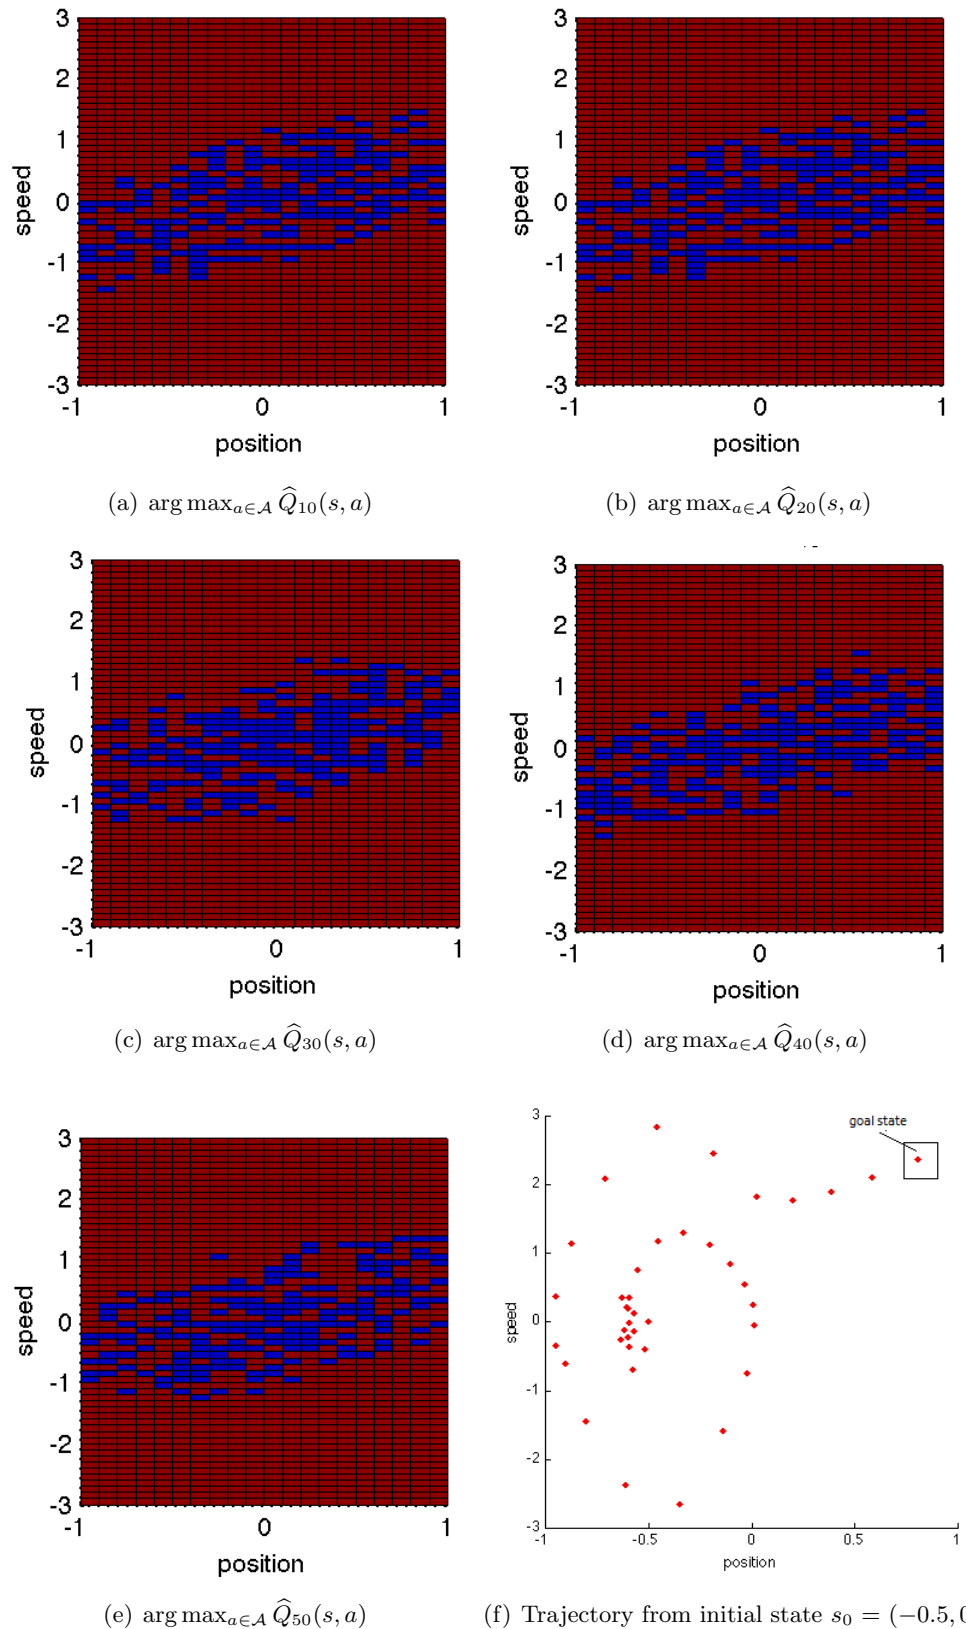 3 3
2 2
1 1
speed 0 speed 0
-1 -1
-2 -2
-3 -3
-1 0 1 -1 0 1
position position
(a) arg max_{a∈𝒜} Q̂_{10}(s, a) (b) arg max_{a∈𝒜} Q̂_{20}(s, a)
3 3
2 2
1 1
speed 0 speed 0
-1 -1
-2 -2
-3 -3
-1 0 1 -1 0 1
position position
(c) arg max_{a∈𝒜} Q̂_{30}(s, a) (d) arg max_{a∈𝒜} Q̂_{40}(s, a)
3
2
1
speed 0
-1
-2
-3
-1 0 1
position
(e) arg max_{a∈𝒜} Q̂_{50}(s, a)
goal state
3
2
1
speed 0
-1
-2
-3
-1 -0.5 0 0.5 1
position
(f) Trajectory from initial state s_0 = (−0.5, 0